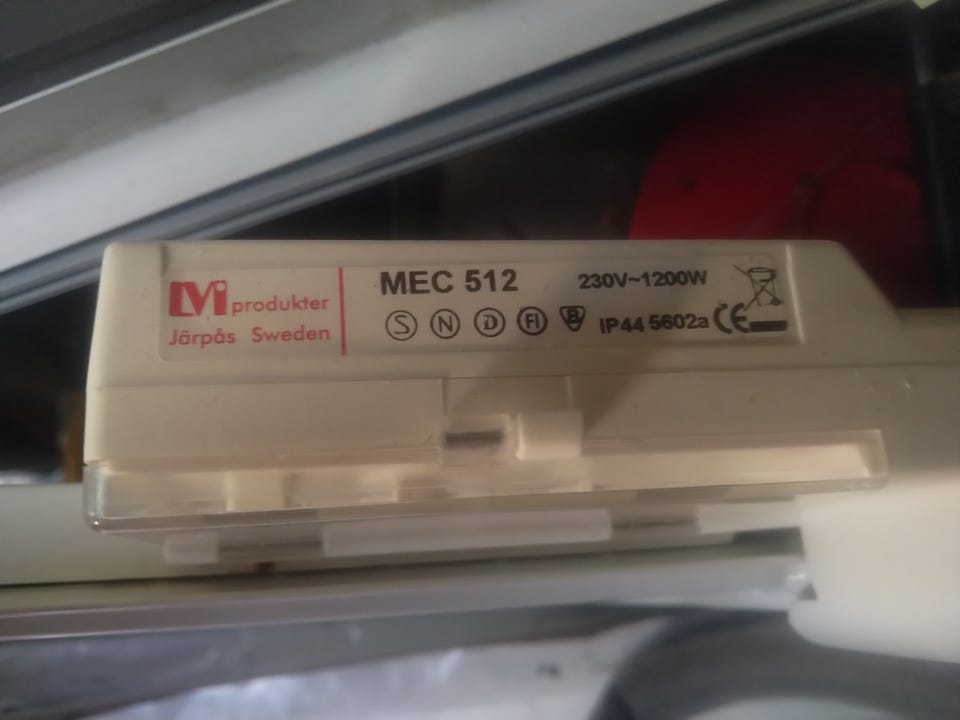 LVI produkter
Järpås Sweden
MEC 512
230V~1200W
S N D FI B IP44 5602a CE